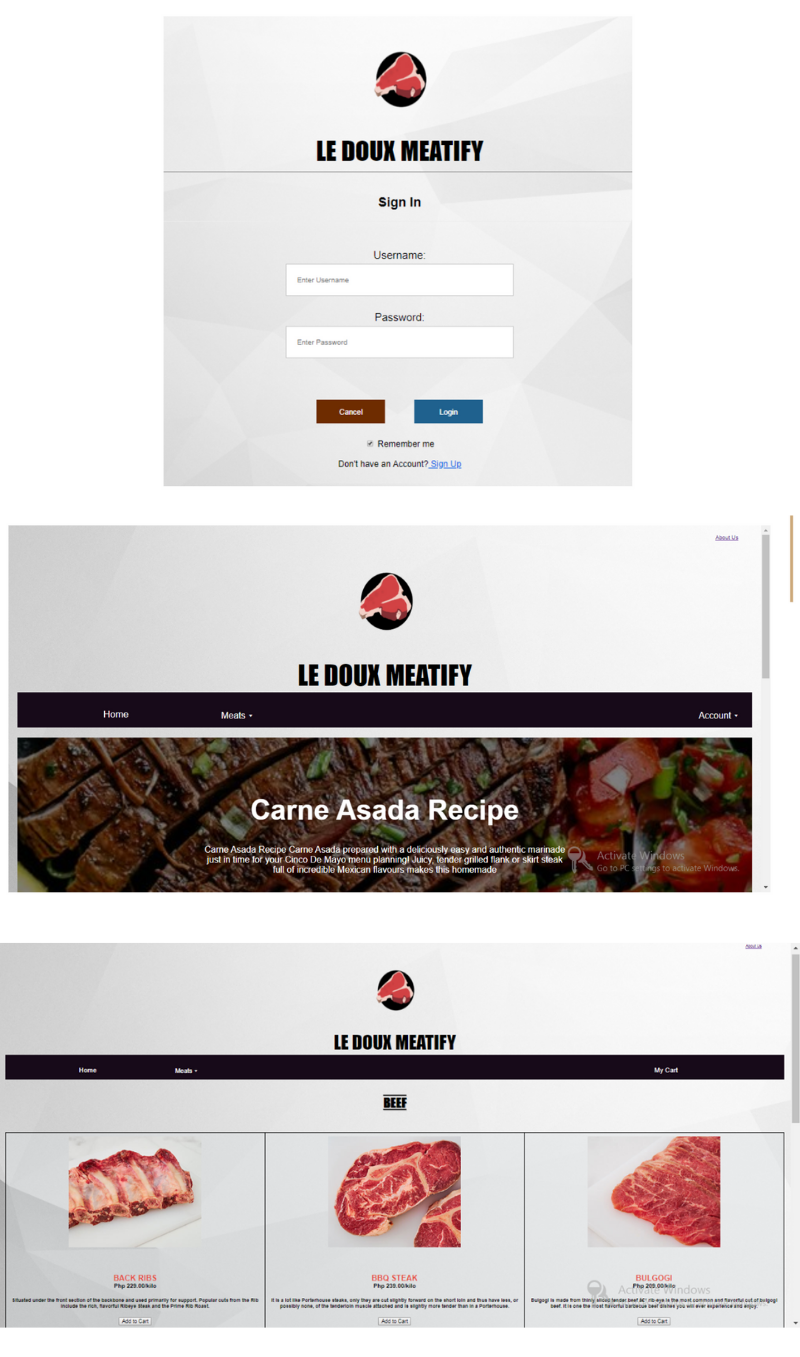 LE DOUX MEATIFY
Sign In
Username:
Enter Username
Password:
Enter Password
Cancel
Login
Remember me
Don't have an Account? Sign Up
About Us
LE DOUX MEATIFY
Home
Meats
Account
Carne Asada Recipe
Carne Asada Recipe Carne Asada prepared with a deliciously easy and authentic marinade
just in time for your Cinco De Mayo menu planning! Juicy, tender grilled flank or skirt steak
full of incredible Mexican flavours makes this homemade
Activate Windows
Go to PC settings to activate Windows.
About Us
LE DOUX MEATIFY
Home
Meats
My Cart
BEEF
BACK RIBS
Php 229.00/kilo
Situated under the front section of the backbone and used primarily for support. Popular cuts from the Rib
include the rich, flavorful Ribeye Steak and the Prime Rib Roast.
Add to Cart
BBQ STEAK
Php 239.00/kilo
It is a lot like Porterhouse steaks, only they are cut slightly forward on the short loin and thus have less, or
possibly none, of the tenderloin muscle attached and is slightly more tender than in a Porterhouse.
Add to Cart
BULGOGI
Php 209.00/kilo
Bulgogi is made from thinly sliced tender beef rib-eye is the most common and flavorful cut of bulgogi
beef. It is one the most flavorful barbecue beef dishes you will ever experience and enjoy.
Add to Cart
Activate Windows